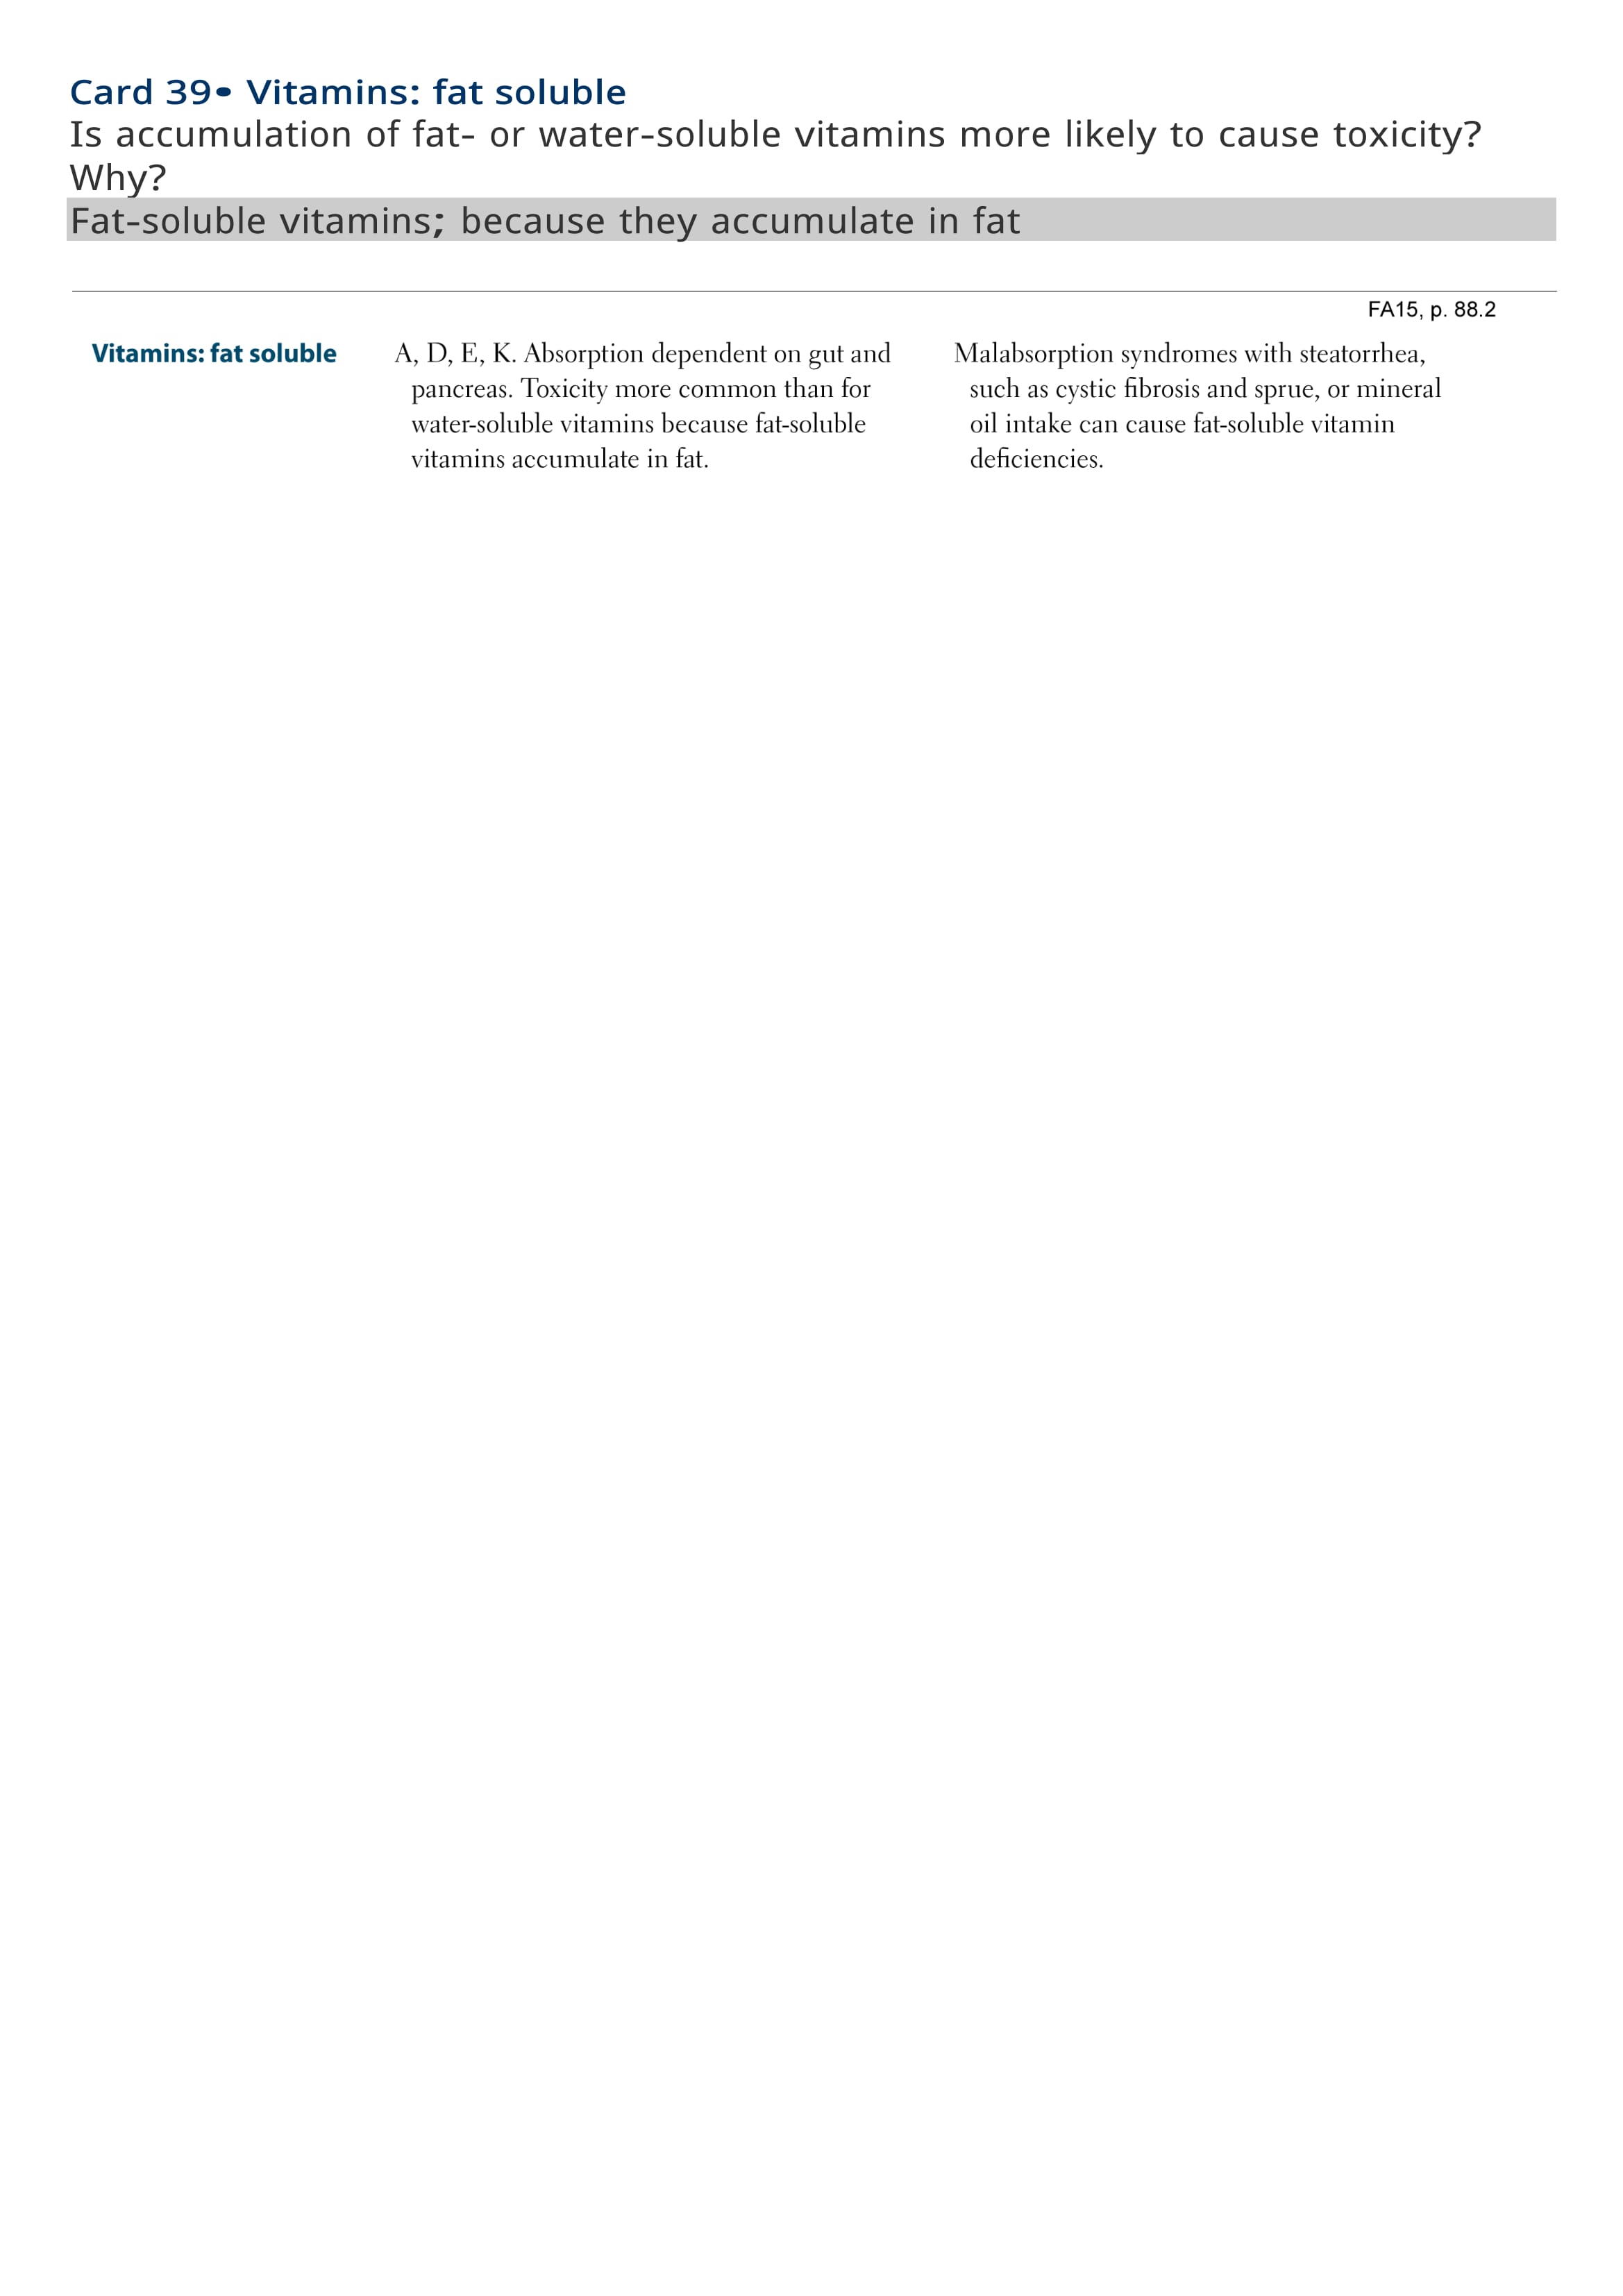 Card 39• Vitamins: fat soluble
Is accumulation of fat- or water-soluble vitamins more likely to cause toxicity?
Why?
Fat-soluble vitamins; because they accumulate in fat
FA15, p. 88.2
Vitamins: fat soluble
A, D, E, K. Absorption dependent on gut and
pancreas. Toxicity more common than for
water-soluble vitamins because fat-soluble
vitamins accumulate in fat.
Malabsorption syndromes with steatorrhea,
such as cystic fibrosis and sprue, or mineral
oil intake can cause fat-soluble vitamin
deficiencies.